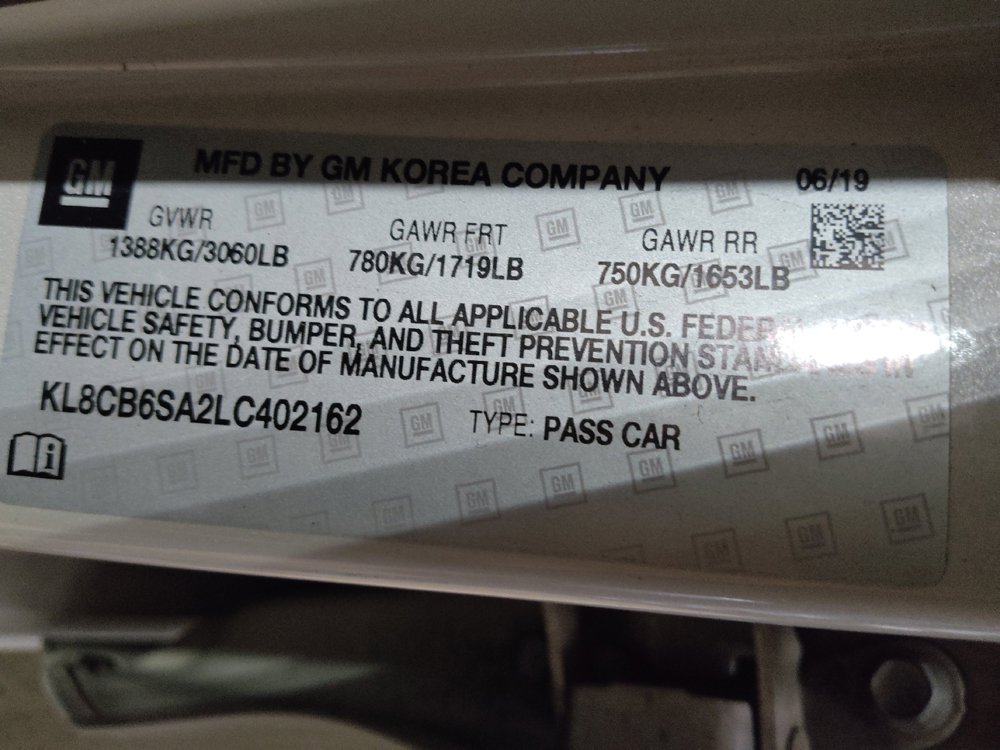 GM
MFD BY GM KOREA COMPANY
06/19
GVWR
1388KG/3060LB
GAWR FRT
780KG/1719LB
GAWR RR
750KG/1653LB
THIS VEHICLE CONFORMS TO ALL APPLICABLE U.S.
VEHICLE SAFETY, BUMPER, AND THEFT PREVENTION
EFFECT ON THE DATE OF MANUFACTURE SHOWN ABOVE.
KL8CB6SA2LC402162
TYPE: PASS CAR